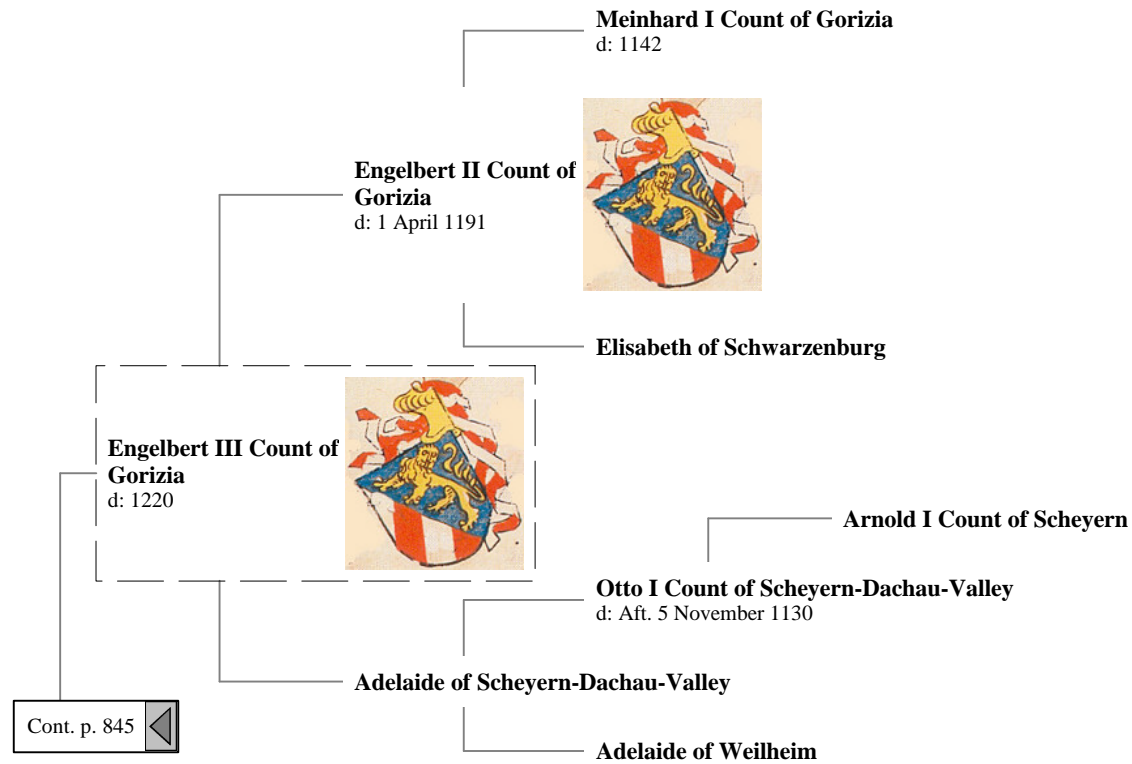 Meinhard I Count of Gorizia
d: 1142
Engelbert II Count of
Gorizia
d: 1 April 1191
Elisabeth of Schwarzenburg
Engelbert III Count of
Gorizia
d: 1220
Arnold I Count of Scheyern
Otto I Count of Scheyern-Dachau-Valley
d: Aft. 5 November 1130
Adelaide of Scheyern-Dachau-Valley
Cont. p. 845
Adelaide of Weilheim